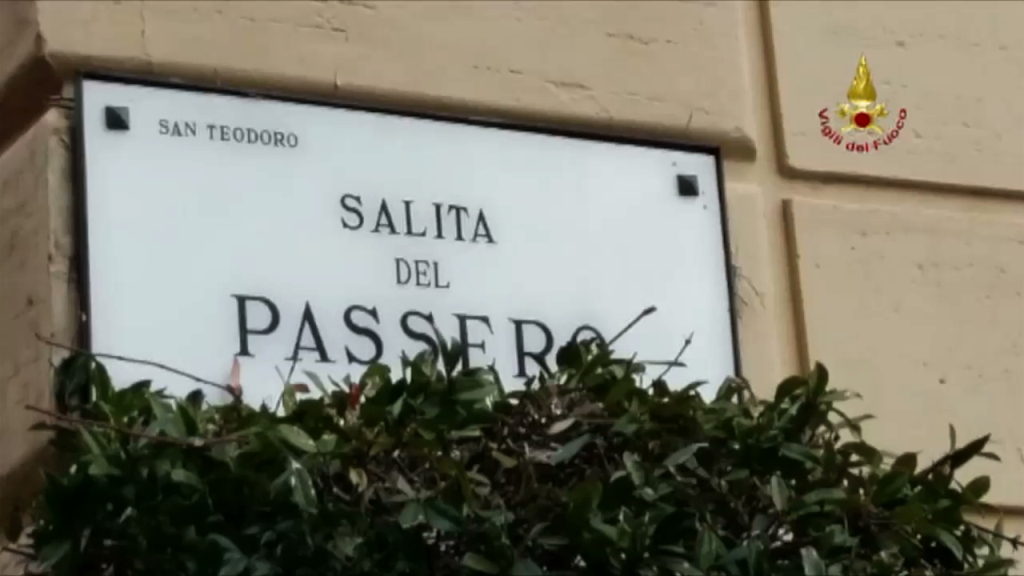 SAN TEODORO
SALITA
DEL
PASSERO
Vigili del Fuoco